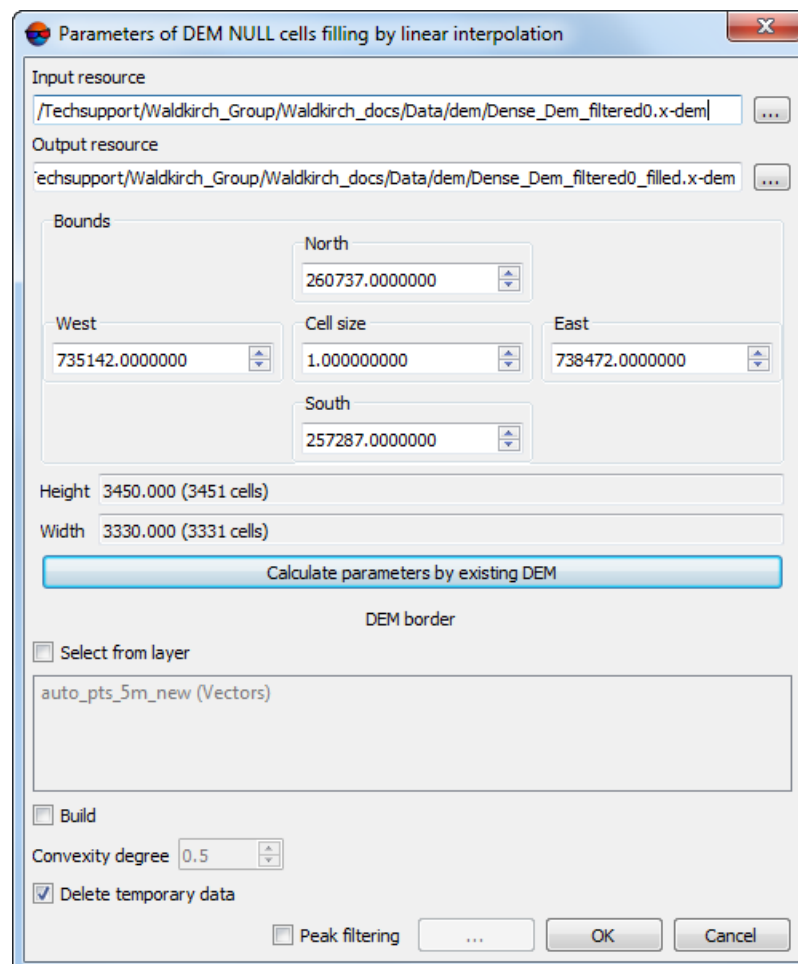 Parameters of DEM NULL cells filling by linear interpolation
X
Input resource
/Techsupport/Waldkirch_Group/Waldkirch_docs/Data/dem/Dense_Dem_filtered0.x-dem
...
Output resource
echsupport/Waldkirch_Group/Waldkirch_docs/Data/dem/Dense_Dem_filtered0_filled.x-dem
...
Bounds
North
260737.0000000
West
Cell size
East
735142.0000000
1.000000000
738472.0000000
South
257287.0000000
Height 3450.000 (3451 cells)
Width 3330.000 (3331 cells)
Calculate parameters by existing DEM
DEM border
Select from layer
auto_pts_5m_new (Vectors)
Build
Convexity degree 0.5
Delete temporary data
Peak filtering ... OK Cancel